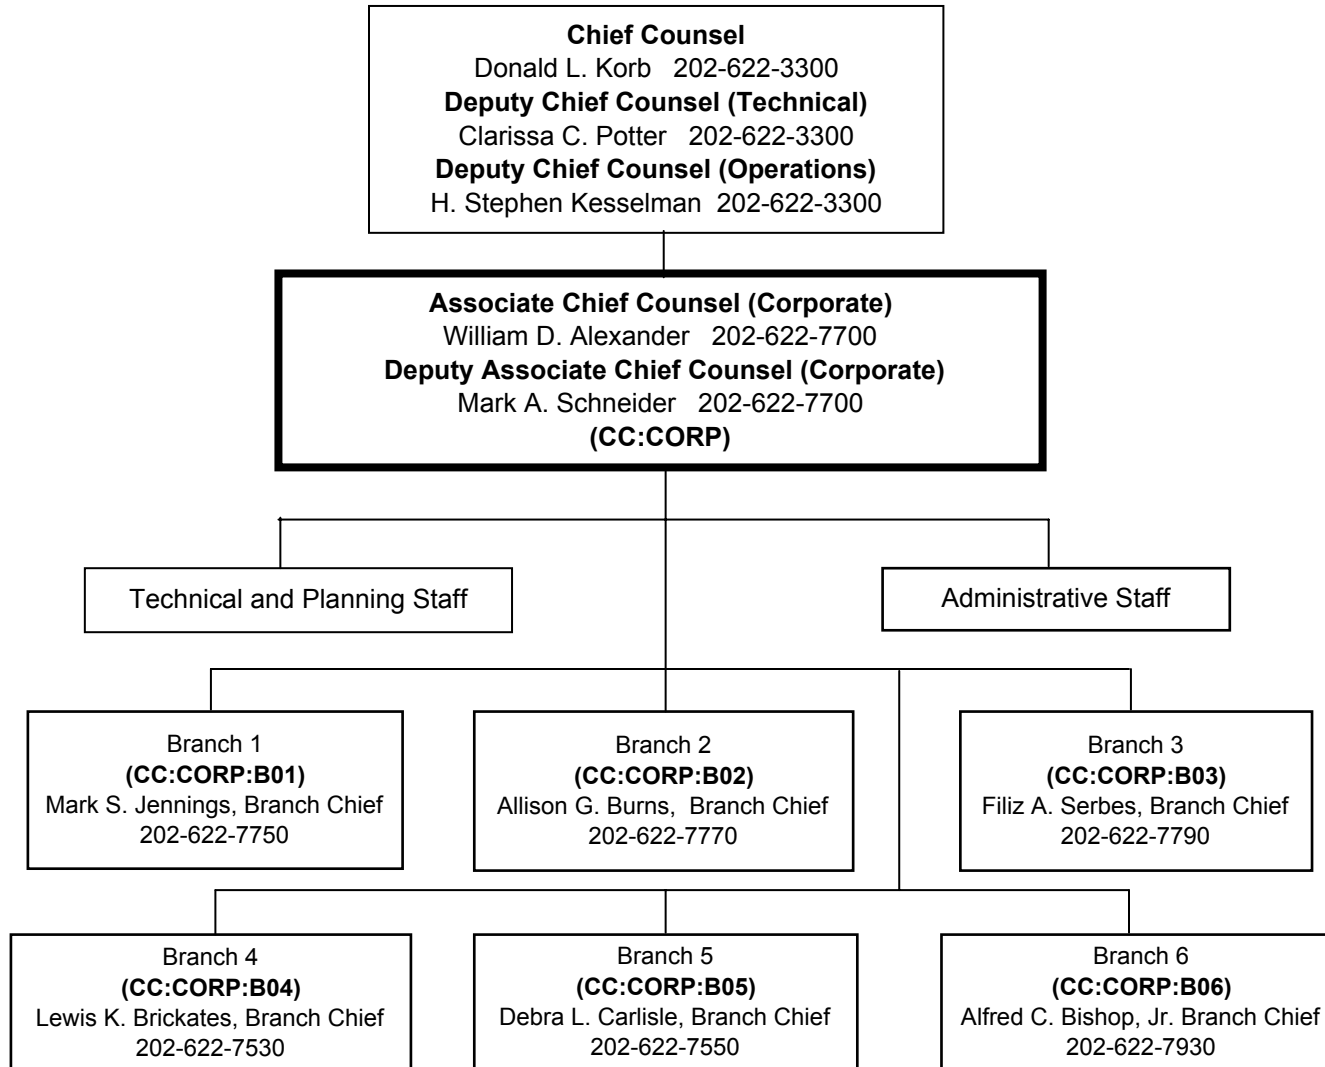 Chief Counsel
Donald L. Korb 202-622-3300
Deputy Chief Counsel (Technical)
Clarissa C. Potter 202-622-3300
Deputy Chief Counsel (Operations)
H. Stephen Kesselman 202-622-3300
Associate Chief Counsel (Corporate)
William D. Alexander 202-622-7700
Deputy Associate Chief Counsel (Corporate)
Mark A. Schneider 202-622-7700
(CC:CORP)
Technical and Planning Staff
Administrative Staff
Branch 1
(CC:CORP:B01)
Mark S. Jennings, Branch Chief
202-622-7750
Branch 2
(CC:CORP:B02)
Allison G. Burns, Branch Chief
202-622-7770
Branch 3
(CC:CORP:B03)
Filiz A. Serbes, Branch Chief
202-622-7790
Branch 4
(CC:CORP:B04)
Lewis K. Brickates, Branch Chief
202-622-7530
Branch 5
(CC:CORP:B05)
Debra L. Carlisle, Branch Chief
202-622-7550
Branch 6
(CC:CORP:B06)
Alfred C. Bishop, Jr. Branch Chief
202-622-7930